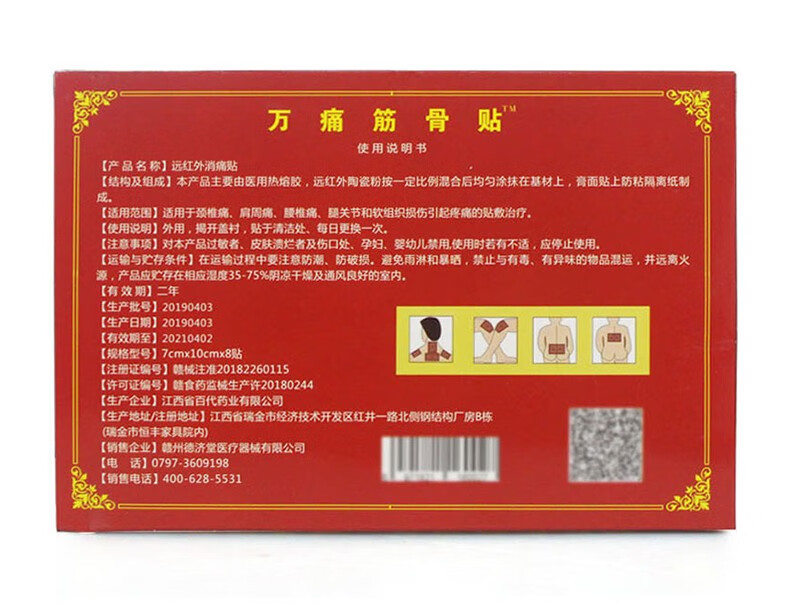 万痛筋骨贴™
使用说明书
【产品名称】远红外消痛贴
【结构及组成】本产品主要由医用热熔胶，远红外陶瓷粉按一定比例混合后均匀涂抹在基材上，膏面贴上防粘隔离纸制
成。
【适用范围】适用于颈椎痛、肩周痛、腰椎痛、腿关节和软组织损伤引起疼痛的贴敷治疗。
【使用说明】外用，揭开盖衬，贴于清洁处、每日更换一次。
【注意事项】对本产品过敏者、皮肤溃烂者及伤口处、孕妇、婴幼儿禁用,使用时若有不适，应停止使用。
【运输与贮存条件】在运输过程中要注意防潮、防破损。避免雨淋和暴晒，禁止与有毒、有异味的物品混运，并远离火
源，产品应贮存在相应湿度35-75%阴凉干燥及通风良好的室内。
【有效期】二年
【生产批号】20190403
【生产日期】20190403
【有效期至】20210402
【规格型号】7cmx10cmx8贴
【注册证编号】赣械注准20182260115
【许可证编号】赣食药监械生产许20180244
【生产企业】江西省百代药业有限公司
【生产地址/注册地址】江西省瑞金市经济技术开发区红井一路北侧钢结构厂房B栋
(瑞金市恒丰家具院内)
【销售企业】赣州德济堂医疗器械有限公司
【电 话】0797-3609198
【销售电话】400-628-5531